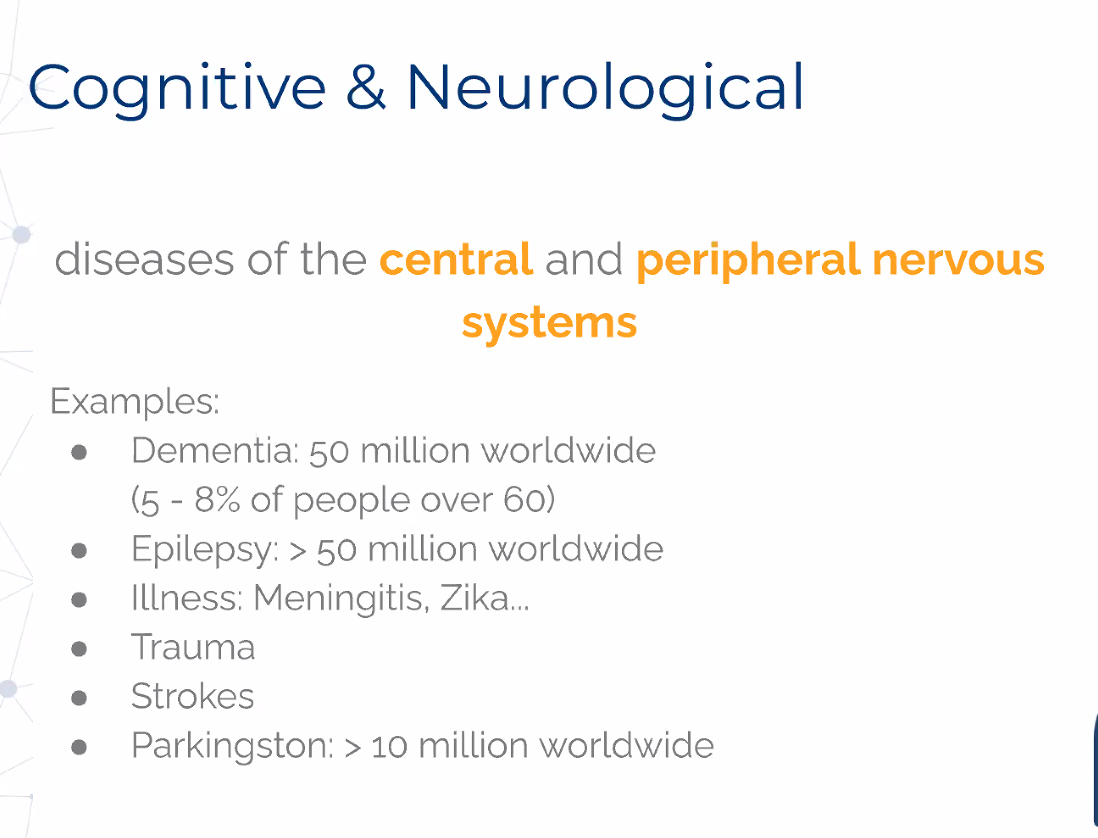 Cognitive & Neurological
diseases of the central and peripheral nervous
systems
Examples:
● Dementia: 50 million worldwide
(5 - 8% of people over 60)
● Epilepsy: > 50 million worldwide
● Illness: Meningitis, Zika...
● Trauma
● Strokes
● Parkingston: > 10 million worldwide